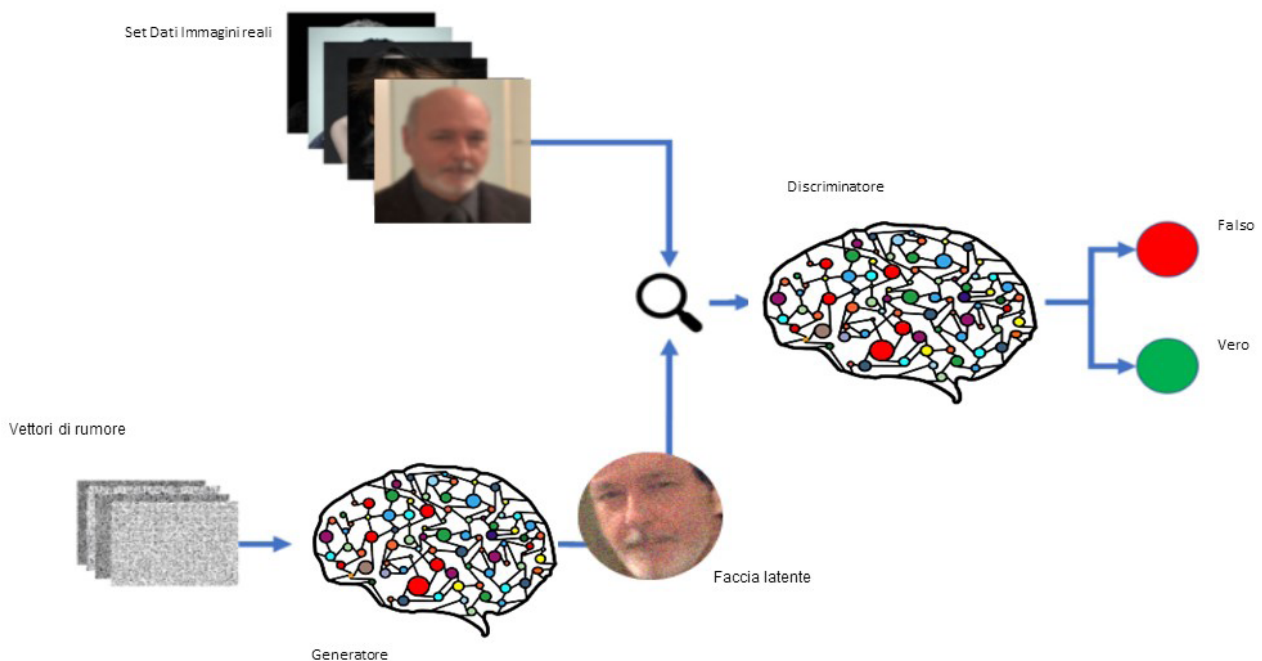 Set Dati Immagini reali
Discriminatore
Falso
Vero
Vettori di rumore
Faccia latente
Generatore